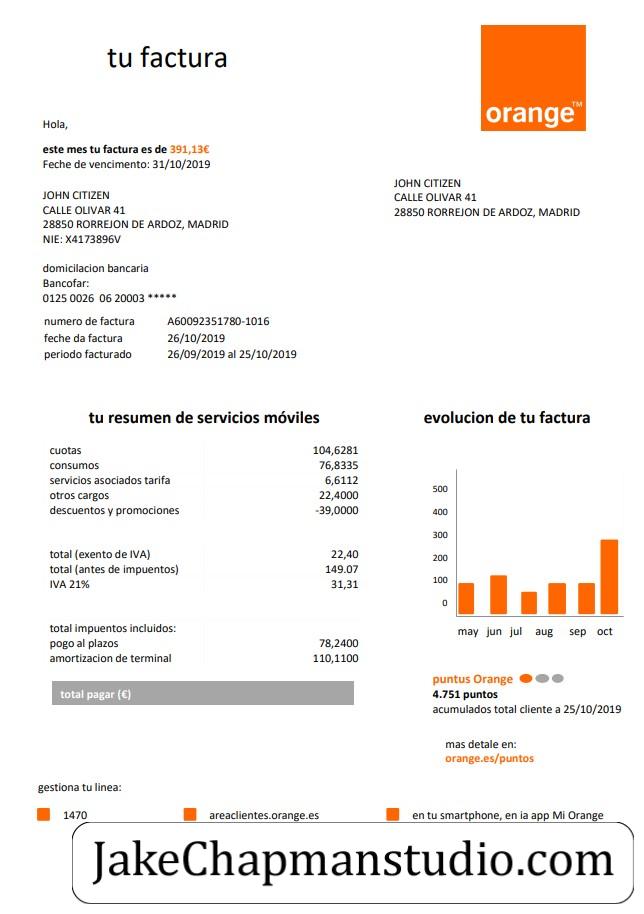 tu factura
orange™
Hola,
este mes tu factura es de 391,13€
Feche de vencimento: 31/10/2019
JOHN CITIZEN
CALLE OLIVAR 41
28850 RORREJON DE ARDOZ, MADRID
NIE: X4173896V
JOHN CITIZEN
CALLE OLIVAR 41
28850 RORREJON DE ARDOZ, MADRID
domicilacion bancaria
Bancofar:
0125 0026 06 20003 *****
numero de factura A60092351780-1016
feche da factura 26/10/2019
periodo facturado 26/09/2019 al 25/10/2019
tu resumen de servicios móviles
cuotas 104,6281
consumos 76,8335
servicios asociados tarifa 6,6112
otros cargos 22,4000
descuentos y promociones -39,0000
total (exento de IVA) 22,40
total (antes de impuentos) 149.07
IVA 21% 31,31
total impuentos incluidos:
pogo al plazos 78,2400
amortizacion de terminal 110,1100
total pagar (€)
evolucion de tu factura
500
400
300
200
100
0
may jun jul aug sep oct
puntus Orange
4.751 puntos
acumulados total cliente a 25/10/2019
mas detale en:
orange.es/puntos
gestiona tu linea:
1470 areaclientes.orange.es en tu smartphone, en ia app Mi Orange
JakeChapmanstudio.com